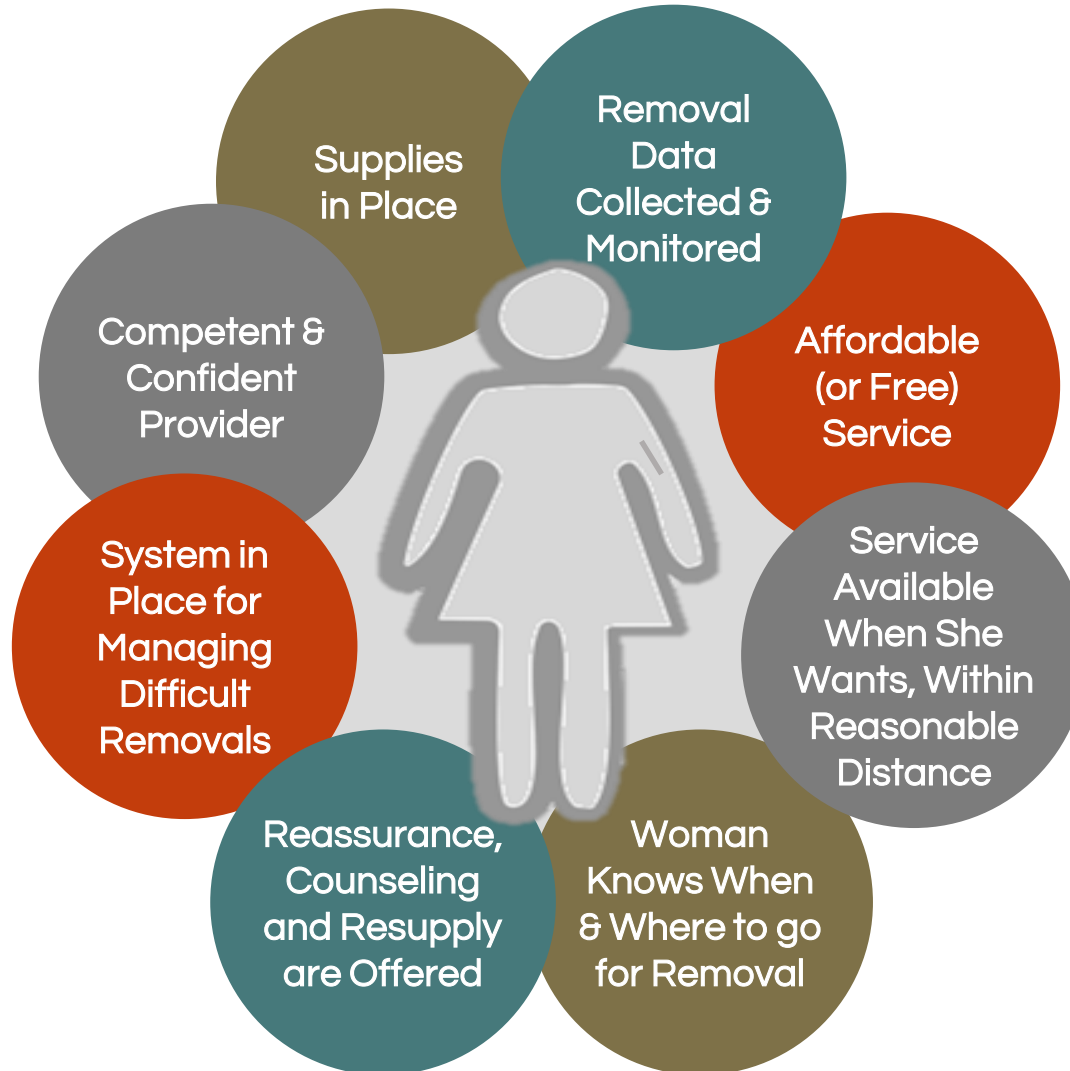 Supplies
in Place
Removal
Data
Collected &
Monitored
Affordable
(or Free)
Service
Service
Available
When She
Wants, Within
Reasonable
Distance
Woman
Knows When
& Where to go
for Removal
Reassurance,
Counseling
and Resupply
are Offered
System in
Place for
Managing
Difficult
Removals
Competent &
Confident
Provider